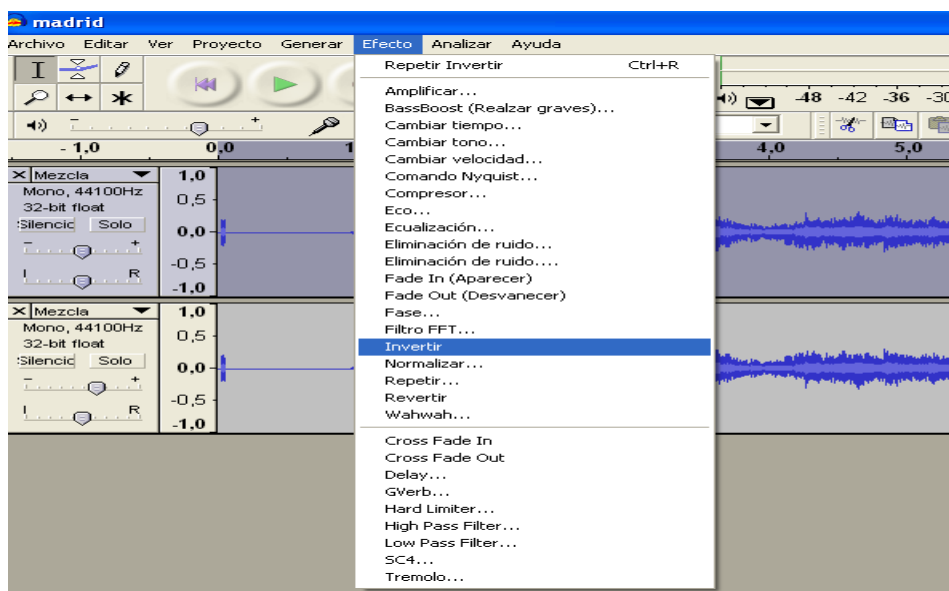 madrid
Archivo Editar Ver Proyecto Generar Efecto Analizar Ayuda
Repetir Invertir Ctrl+R
Amplificar...
BassBoost (Realzar graves)...
Cambiar tiempo...
Cambiar tono...
Cambiar velocidad...
Comando Nyquist...
Compresor...
Eco...
Ecualización...
Eliminación de ruido...
Eliminación de ruido....
Fade In (Aparecer)
Fade Out (Desvanecer)
Fase...
Filtro FFT...
Invertir
Normalizar...
Repetir...
Revertir
Wahwah...
Cross Fade In
Cross Fade Out
Delay...
GVerb...
Hard Limiter...
High Pass Filter...
Low Pass Filter...
SC4...
Tremolo...
-48 -42 -36 -30
- 1,0 0,0 1 4,0 5,0
Mezcla 1,0
Mono, 44100Hz
32-bit float 0,5
Silencic Solo 0,0
- +
-0,5
L R
-1,0
Mezcla 1,0
Mono, 44100Hz
32-bit float 0,5
Silencic Solo 0,0
- +
-0,5
R
-1,0